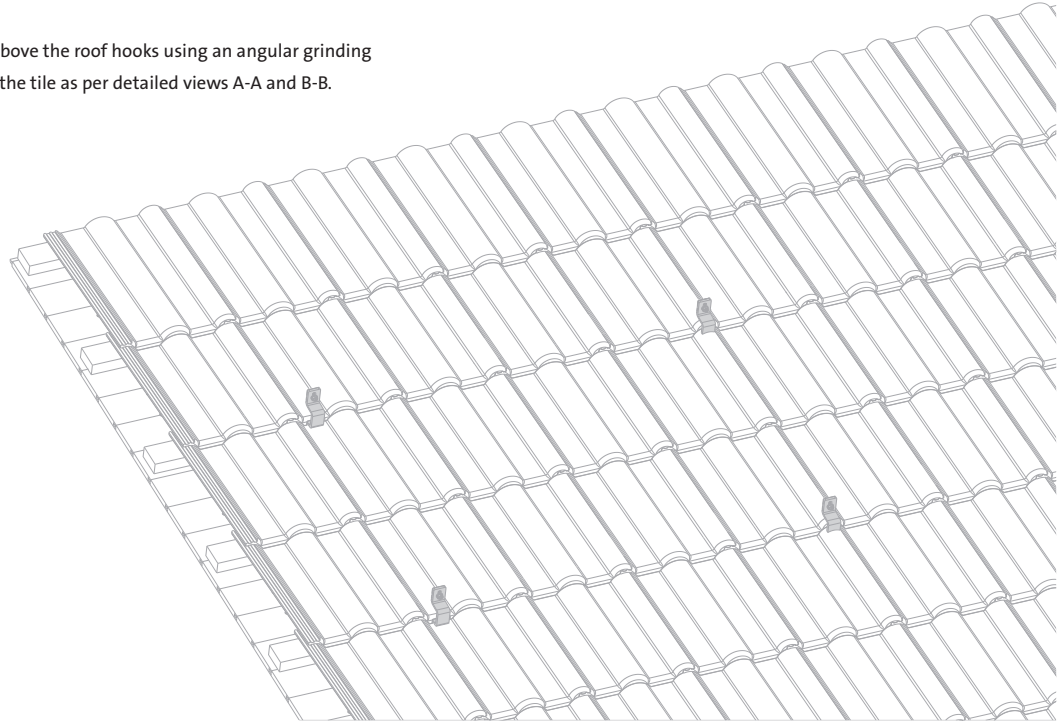 bove the roof hooks using an angular grinding
the tile as per detailed views A-A and B-B.